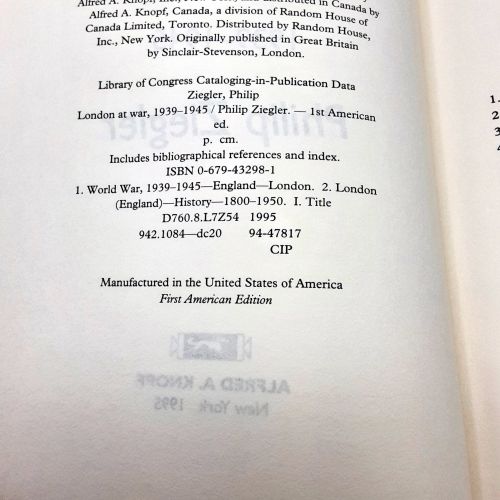 Alfred A. Knopf, Canada, a division of Random House of
Canada Limited, Toronto. Distributed by Random House,
Inc., New York. Originally published in Great Britain
by Sinclair-Stevenson, London.
Library of Congress Cataloging-in-Publication Data
Ziegler, Philip
London at war, 1939–1945 / Philip Ziegler. — 1st American
ed.
p. cm.
Includes bibliographical references and index.
ISBN 0-679-43298-1
1. World War, 1939–1945—England—London. 2. London
(England)—History—1800–1950. I. Title
D760.8.L7Z54 1995
942.1084—dc20 94-47817
CIP
Manufactured in the United States of America
First American Edition
Philip Ziegler
ALFRED A. KNOPF
New York 1995
1.
2
3